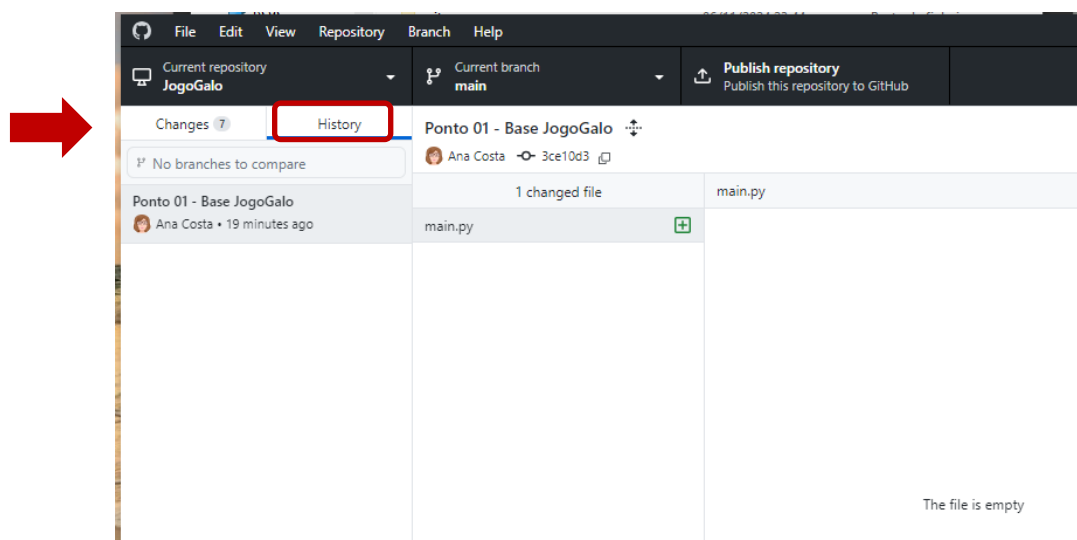 File Edit View Repository Branch Help
Current repository
JogoGalo
Current branch
main
Publish repository
Publish this repository to GitHub
Changes 7 History
No branches to compare
Ponto 01 - Base JogoGalo
Ana Costa • 19 minutes ago
Ponto 01 - Base JogoGalo
Ana Costa 3ce10d3
1 changed file
main.py
main.py
The file is empty